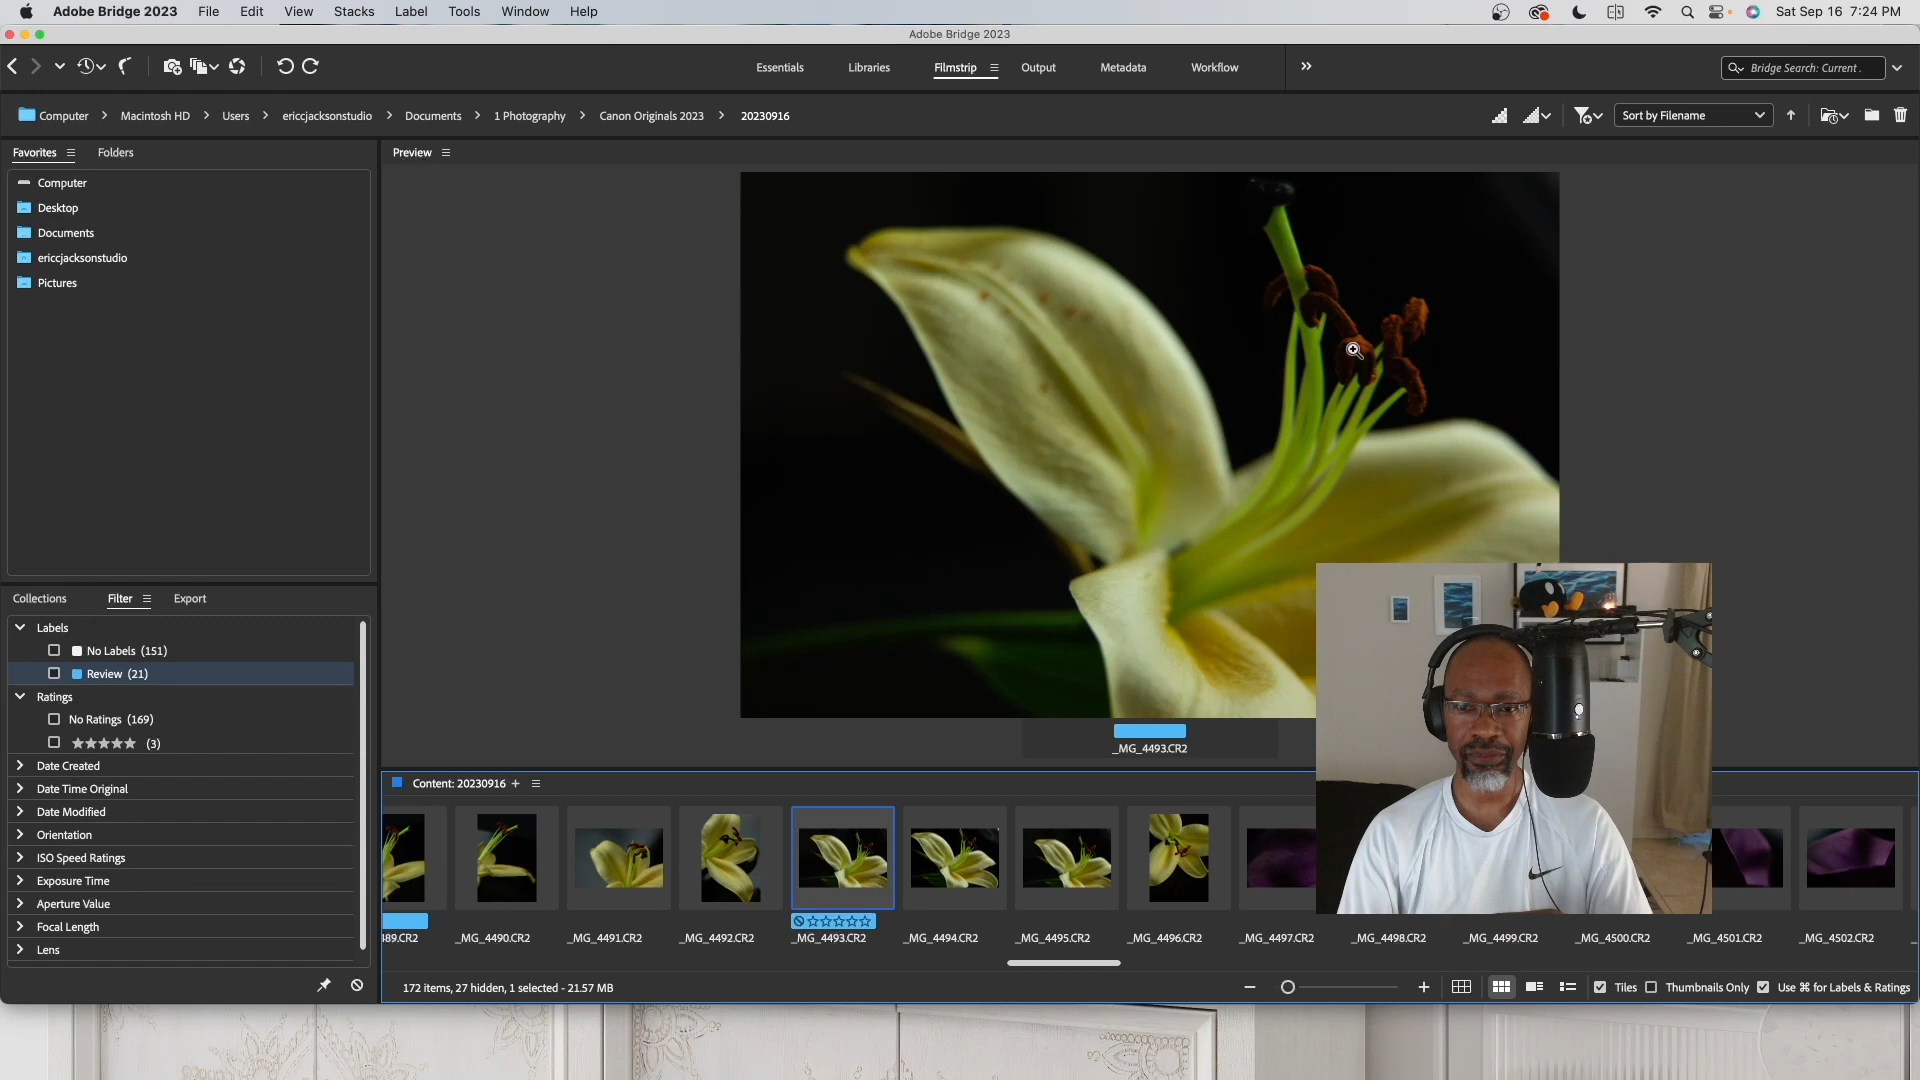 Adobe Bridge 2023 File Edit View Stacks Label Tools Window Help Sat Sep 16 7:24 PM
Adobe Bridge 2023
Essentials Libraries Filmstrip Output Metadata Workflow Bridge Search: Current .
Computer Macintosh HD Users ericcjacksonstudio Documents 1 Photography Canon Originals 2023 20230916 Sort by Filename
Favorites Folders Preview
Computer
Desktop
Documents
ericcjacksonstudio
Pictures
Collections Filter Export
Labels
No Labels (151)
Review (21)
Ratings
No Ratings (169)
(3)
Date Created
Date Time Original
Date Modified
Orientation
ISO Speed Ratings
Exposure Time
Aperture Value
Focal Length
Lens
_MG_4493.CR2
Content: 20230916
489.CR2 _MG_4490.CR2 _MG_4491.CR2 _MG_4492.CR2 _MG_4493.CR2 _MG_4494.CR2 _MG_4495.CR2 _MG_4496.CR2 _MG_4497.CR2 _MG_4498.CR2 _MG_4499.CR2 _MG_4500.CR2 _MG_4501.CR2 _MG_4502.CR2
172 items, 27 hidden, 1 selected - 21.57 MB Tiles Thumbnails Only Use ⌘ for Labels & Ratings